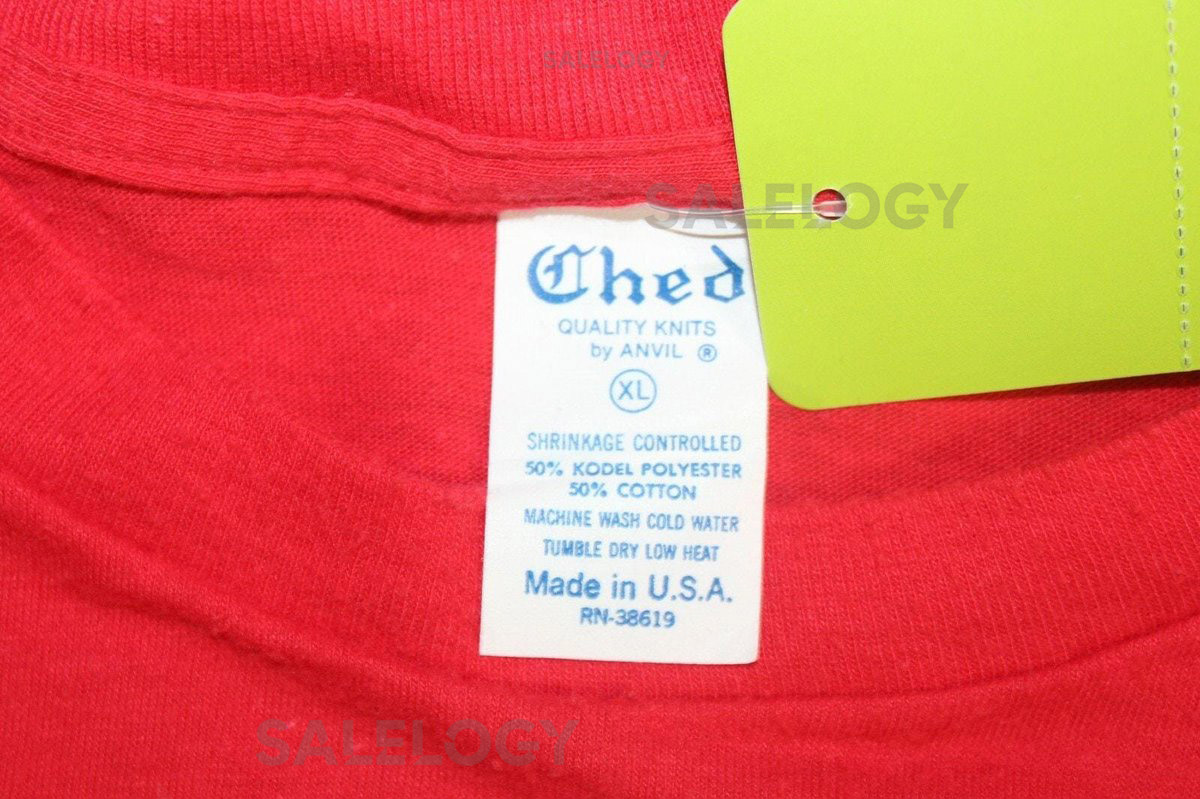 SALELOGY
SALELOGY
Ched
QUALITY KNITS
by ANVIL ®
XL
SHRINKAGE CONTROLLED
50% KODEL POLYESTER
50% COTTON
MACHINE WASH COLD WATER
TUMBLE DRY LOW HEAT
Made in U.S.A.
RN-38619
SALELOGY